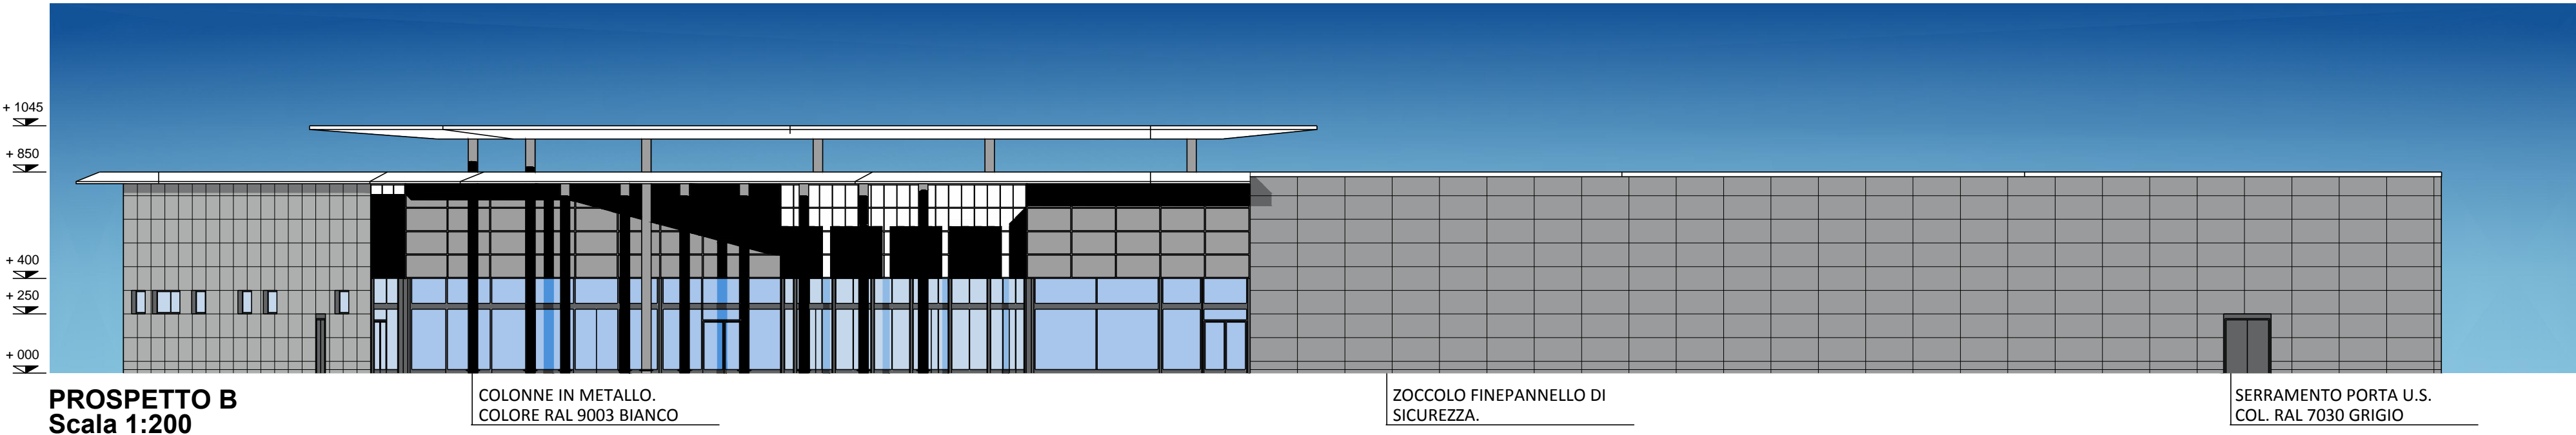 + 1045
+ 850
+ 400
+ 250
+ 000
PROSPETTO B
Scala 1:200
COLONNE IN METALLO.
COLORE RAL 9003 BIANCO
ZOCCOLO FINEPANNELLO DI
SICUREZZA.
SERRAMENTO PORTA U.S.
COL. RAL 7030 GRIGIO